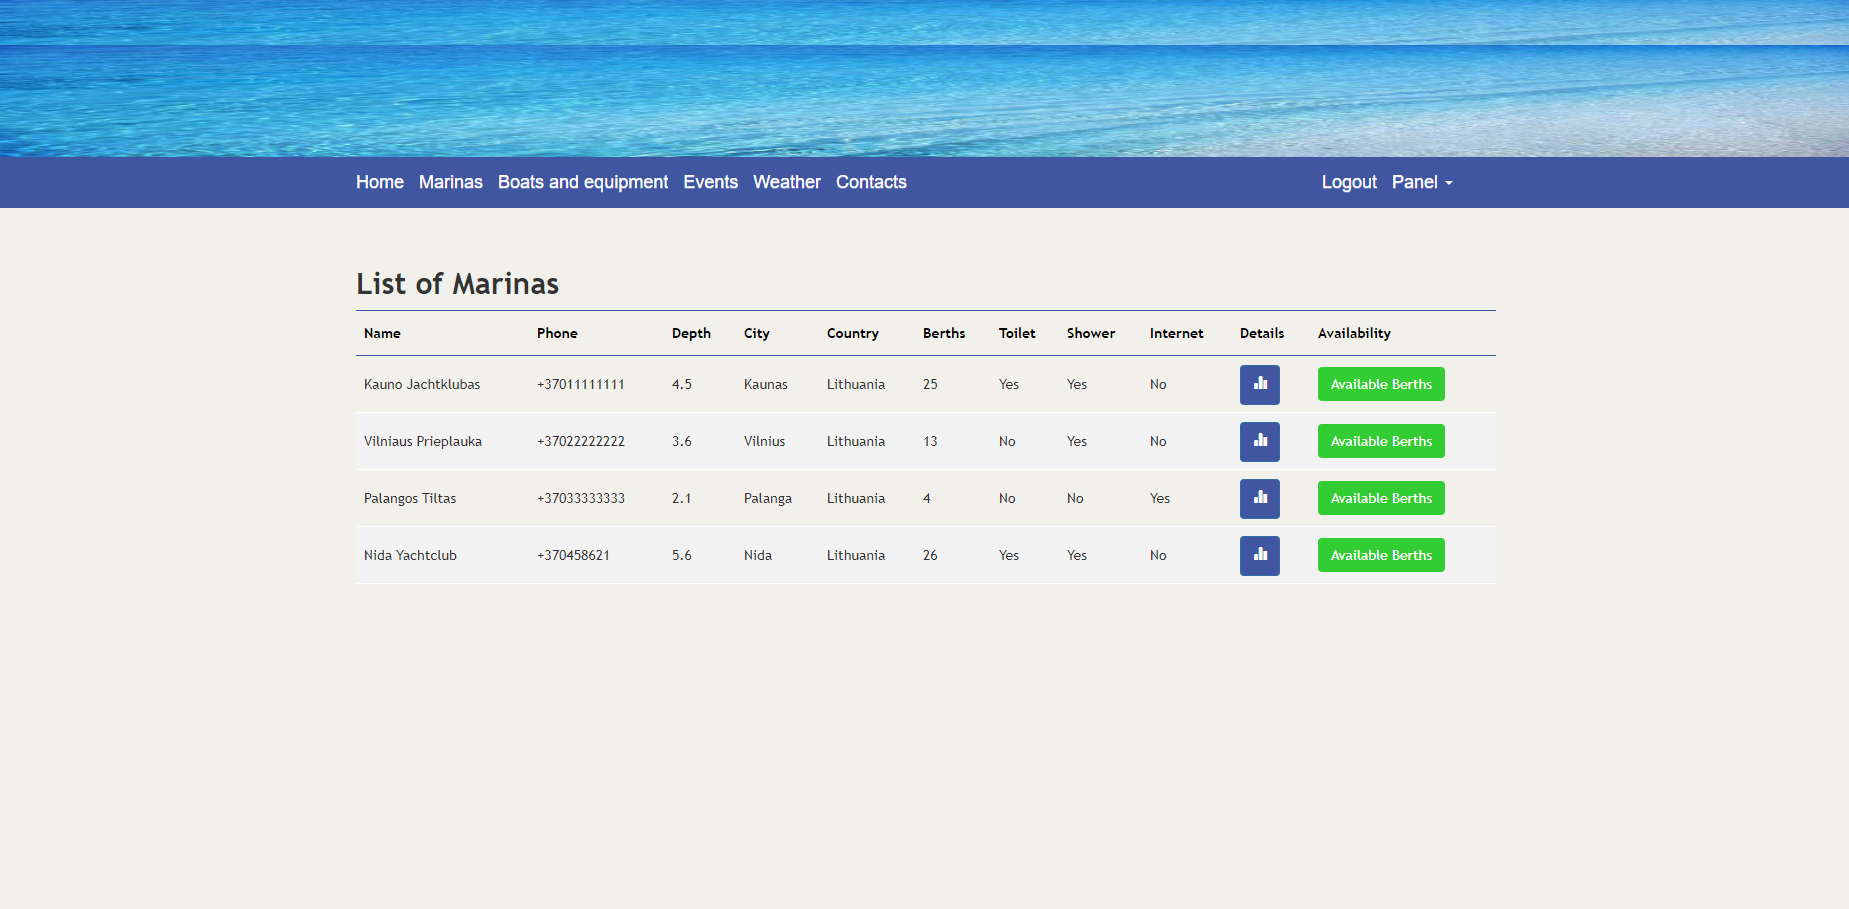 Home Marinas Boats and equipment Events Weather Contacts Logout Panel
List of Marinas
Name Phone Depth City Country Berths Toilet Shower Internet Details Availability
Kauno Jachtklubas +37011111111 4.5 Kaunas Lithuania 25 Yes Yes No Available Berths
Vilniaus Prieplauka +37022222222 3.6 Vilnius Lithuania 13 No Yes No Available Berths
Palangos Tiltas +37033333333 2.1 Palanga Lithuania 4 No No Yes Available Berths
Nida Yachtclub +370458621 5.6 Nida Lithuania 26 Yes Yes No Available Berths